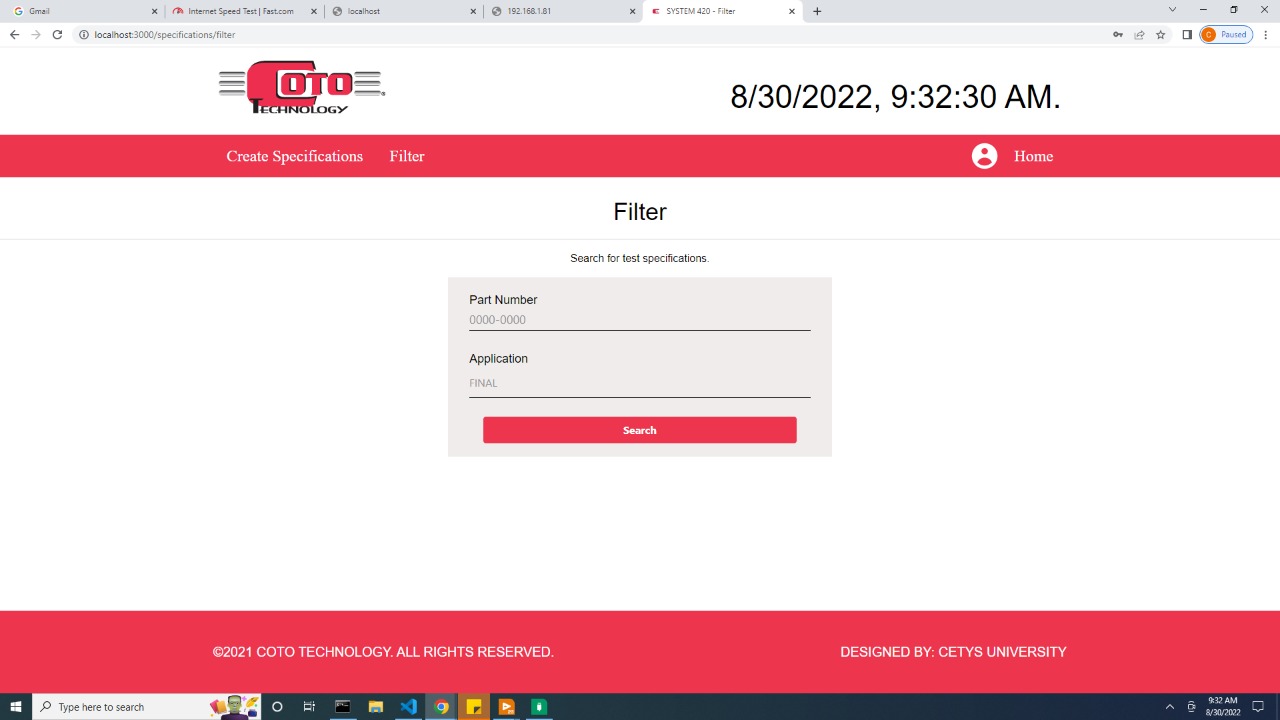 Gmail
Internet Speed Test | Fast.com
localhost
192.168.1.81
SYSTEM 420 - Filter
localhost:3000/specifications/filter
C Paused
COTO
TECHNOLOGY
8/30/2022, 9:32:30 AM.
Create Specifications
Filter
Home
Filter
Search for test specifications.
Part Number
0000-0000
Application
FINAL
Search
©2021 COTO TECHNOLOGY. ALL RIGHTS RESERVED.
DESIGNED BY: CETYS UNIVERSITY
Type here to search
9:32 AM
8/30/2022